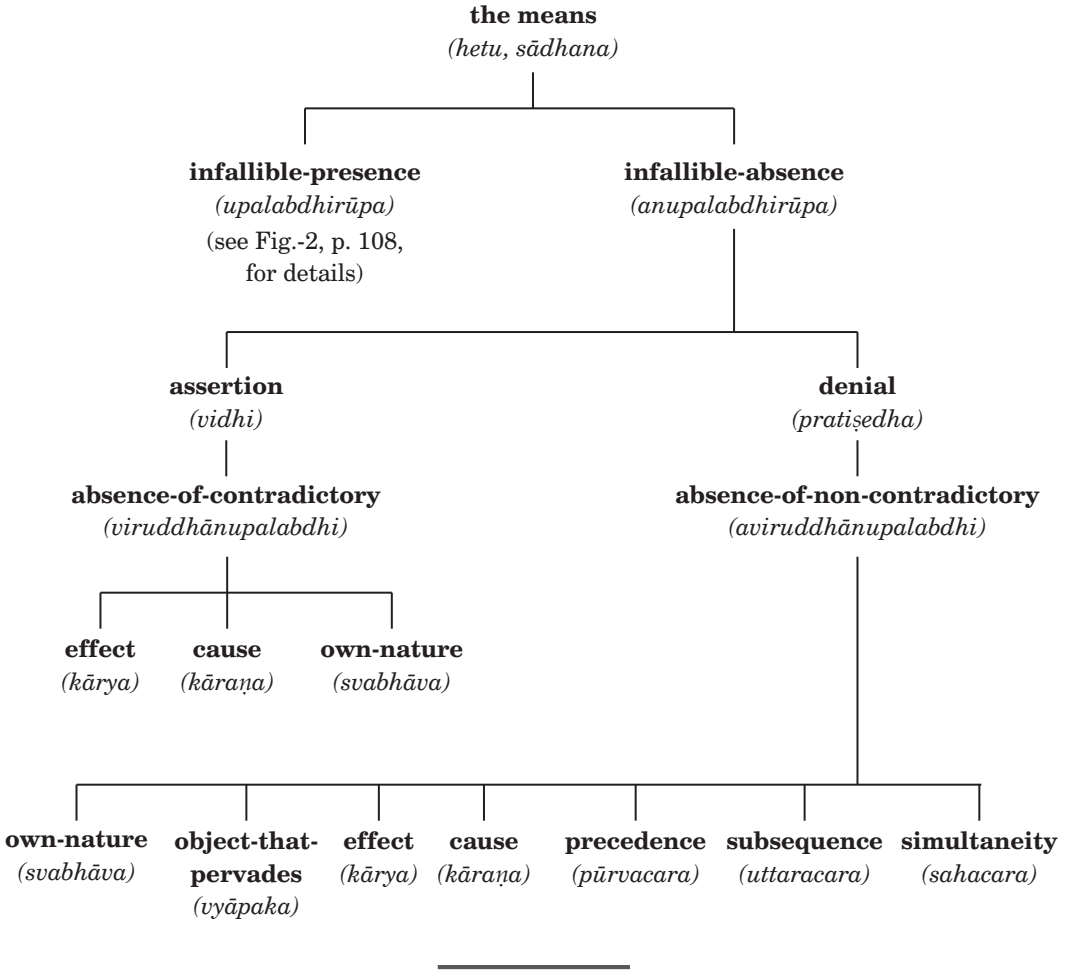 the means
(hetu, sādhana)
infallible-presence
(upalabdhirūpa)
(see Fig.-2, p. 108,
for details)
infallible-absence
(anupalabdhirūpa)
assertion
(vidhi)
denial
(pratiṣedha)
absence-of-contradictory
(viruddhānupalabdhi)
absence-of-non-contradictory
(aviruddhānupalabdhi)
effect
(kārya)
cause
(kāraṇa)
own-nature
(svabhāva)
own-nature
(svabhāva)
object-that-
pervades
(vyāpaka)
effect
(kārya)
cause
(kāraṇa)
precedence
(pūrvacara)
subsequence
(uttaracara)
simultaneity
(sahacara)